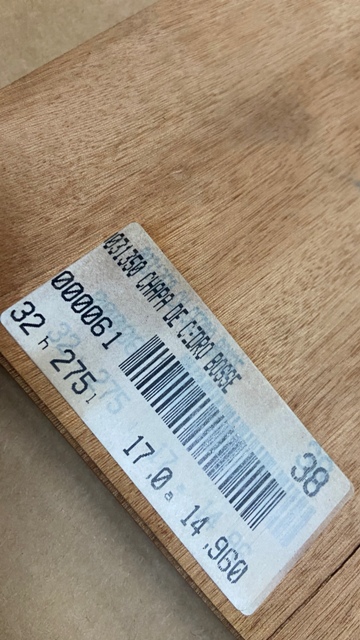 031350 CHAPA DE CEDRO BOSSE
000061
38
32 h 275 l
17,0 a 14,960